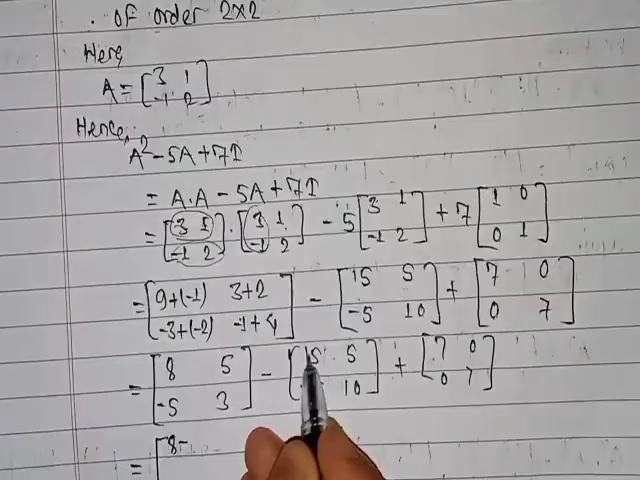 . of order 2×2
Here,
A = [3 1
-1 2]
Hence,
A² - 5A + 7I
= A.A - 5A + 7I
= [3 1
-1 2] . [3 1
-1 2] - 5 [3 1
-1 2] + 7 [1 0
0 1]
= [9+(-1) 3+2
-3+(-2) -1+4] - [15 5
-5 10] + [7 0
0 7]
= [8 5
-5 3] - [15 5
10] + [7 0
0 7]
= [8-